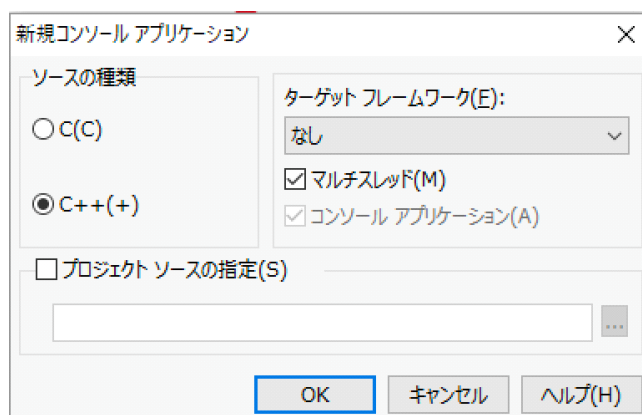 新規コンソール アプリケーション
ソースの種類
C(C)
C++(+)
ターゲット フレームワーク(F):
なし
マルチスレッド(M)
コンソール アプリケーション(A)
プロジェクト ソースの指定(S)
...
OK
キャンセル
ヘルプ(H)